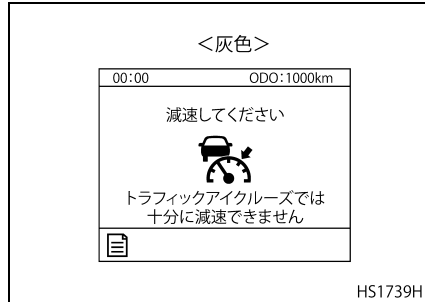 ＜灰色＞
00:00 ODO:1000km
減速してください
トラフィックアイクルーズでは
十分に減速できません
HS1739H